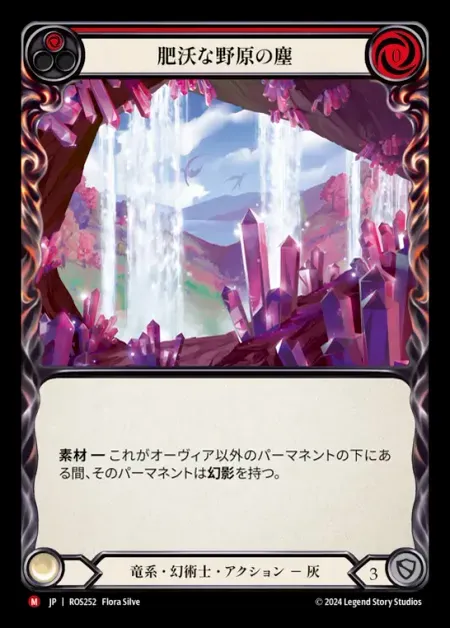 肥沃な野原の塵
0
素材 ー これがオーヴィア以外のパーマネントの下にあ
る間、そのパーマネントは幻影を持つ。
竜系・幻術士・アクション － 灰
3
M JP | ROS252 Flora Silve
© 2024 Legend Story Studios